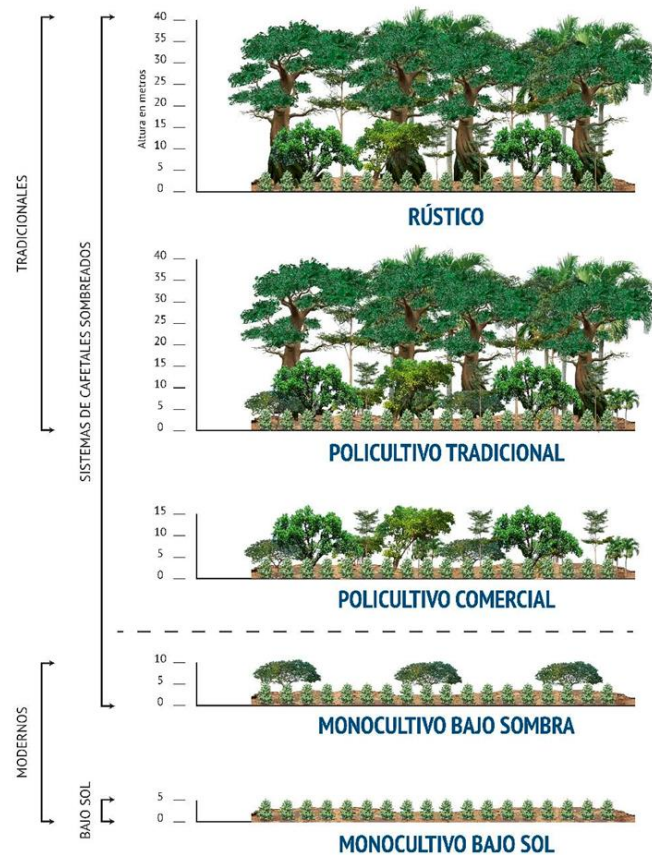 TRADICIONALES
SISTEMAS DE CAFETALES SOMBREADOS
Altura en metros
40
35
30
25
20
15
10
5
0
RÚSTICO
40
35
30
25
20
15
10
5
0
POLICULTIVO TRADICIONAL
15
10
5
0
POLICULTIVO COMERCIAL
MODERNOS
10
5
0
MONOCULTIVO BAJO SOMBRA
BAJO SOL
5
0
MONOCULTIVO BAJO SOL